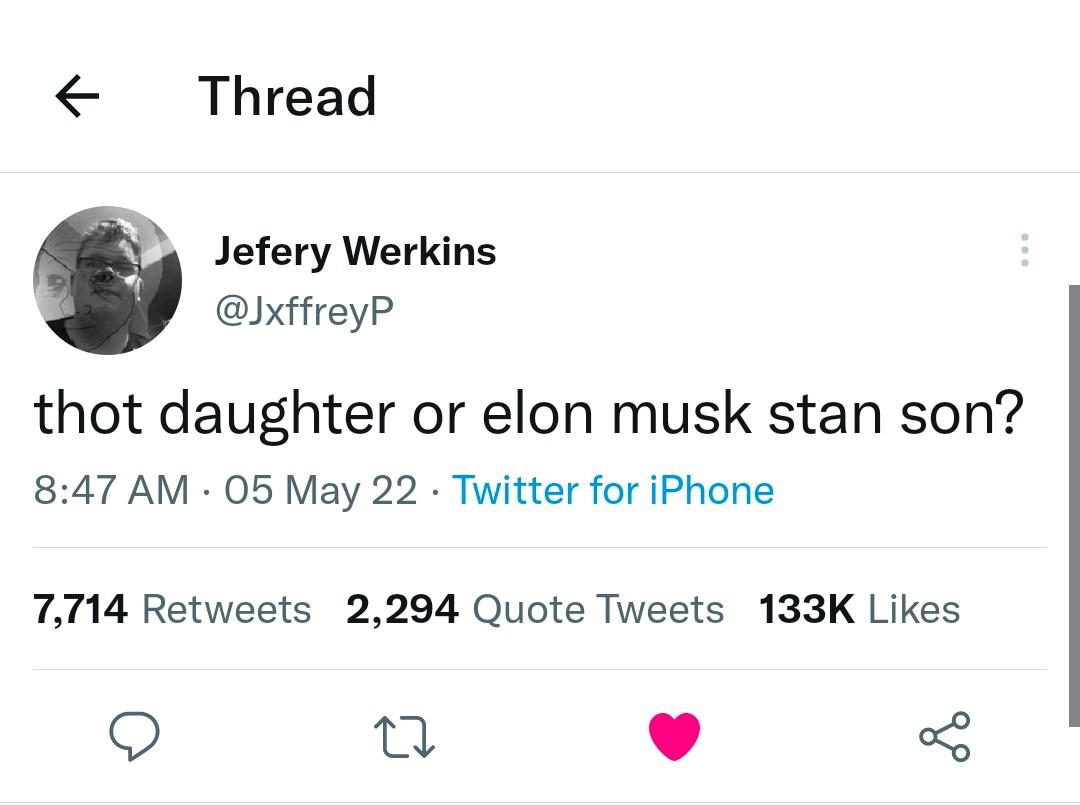 Thread
Jefery Werkins
@JxffreyP
thot daughter or elon musk stan son?
8:47 AM · 05 May 22 · Twitter for iPhone
7,714 Retweets 2,294 Quote Tweets 133K Likes